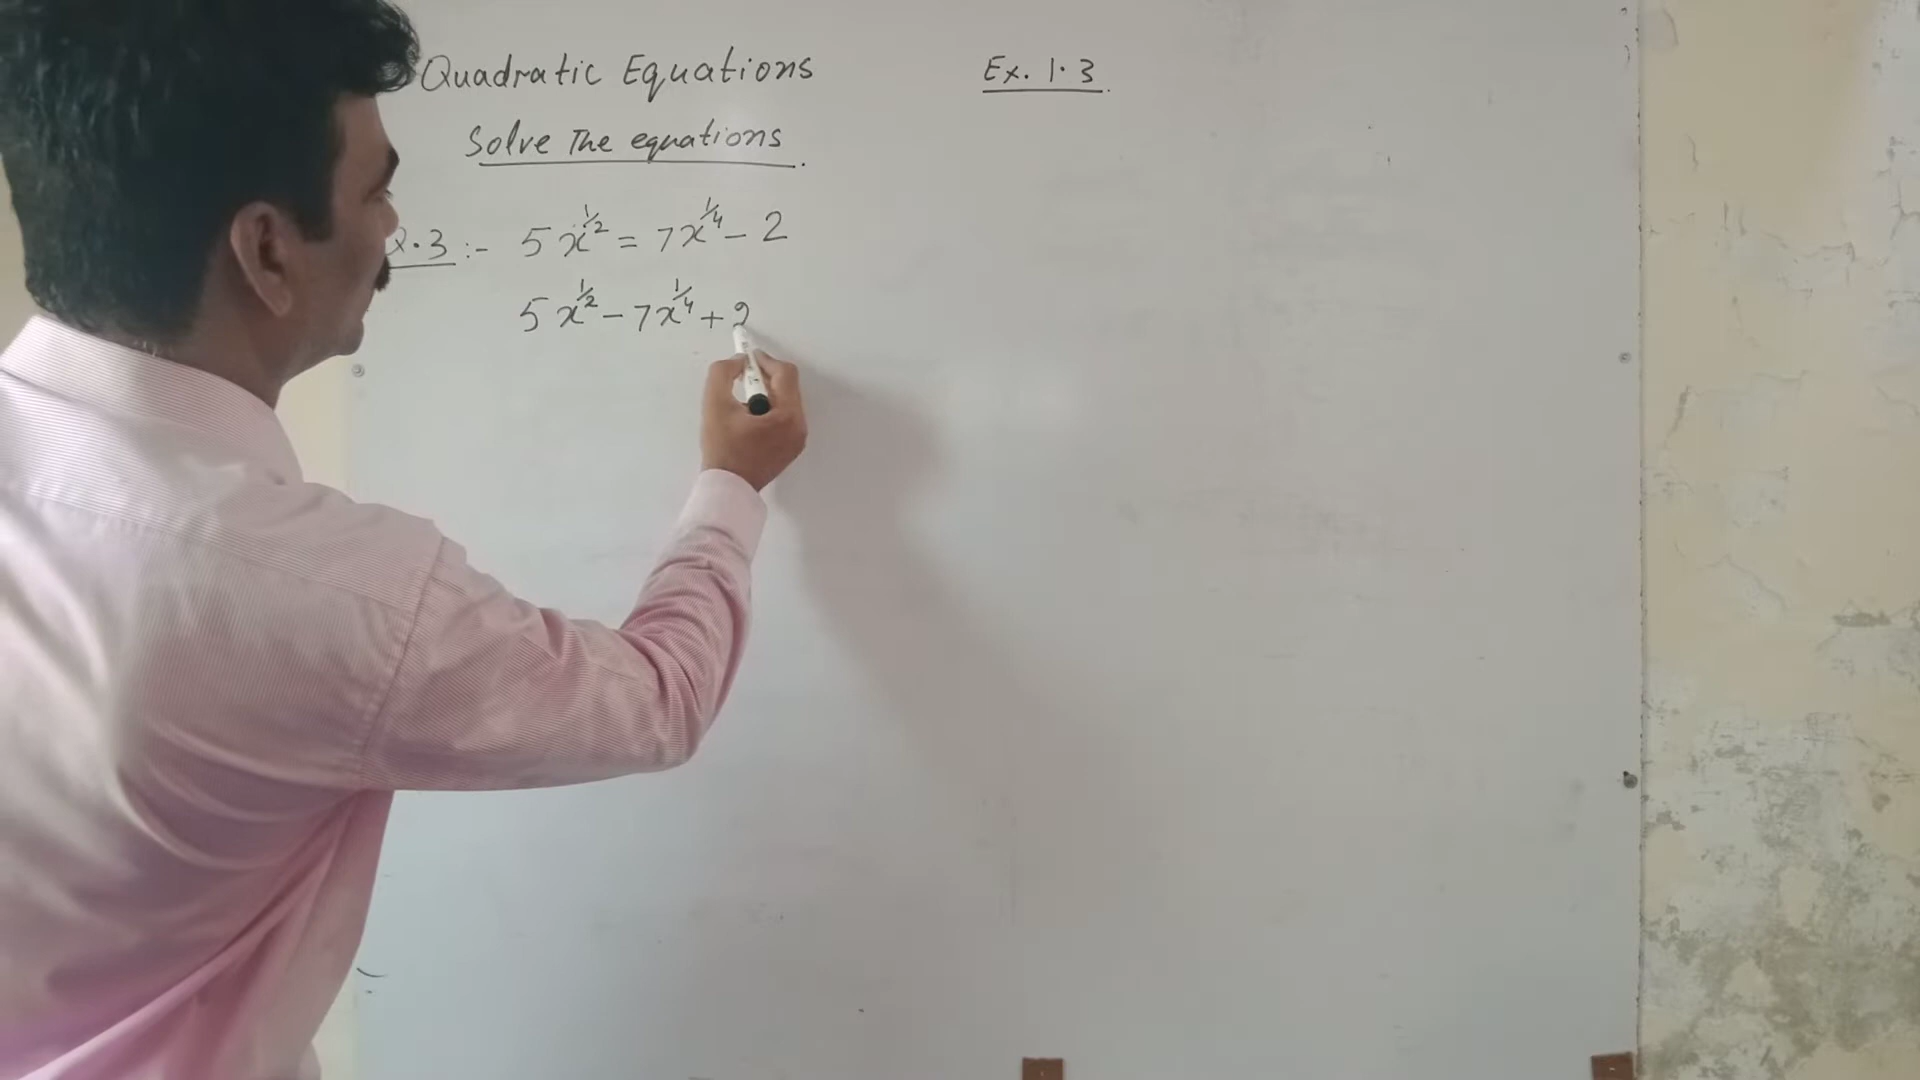 Quadratic Equations Ex. 1.3
Solve The equations
Q.3:- 5x^{1/2} = 7x^{1/4} - 2
5x^{1/2} - 7x^{1/4} + 2